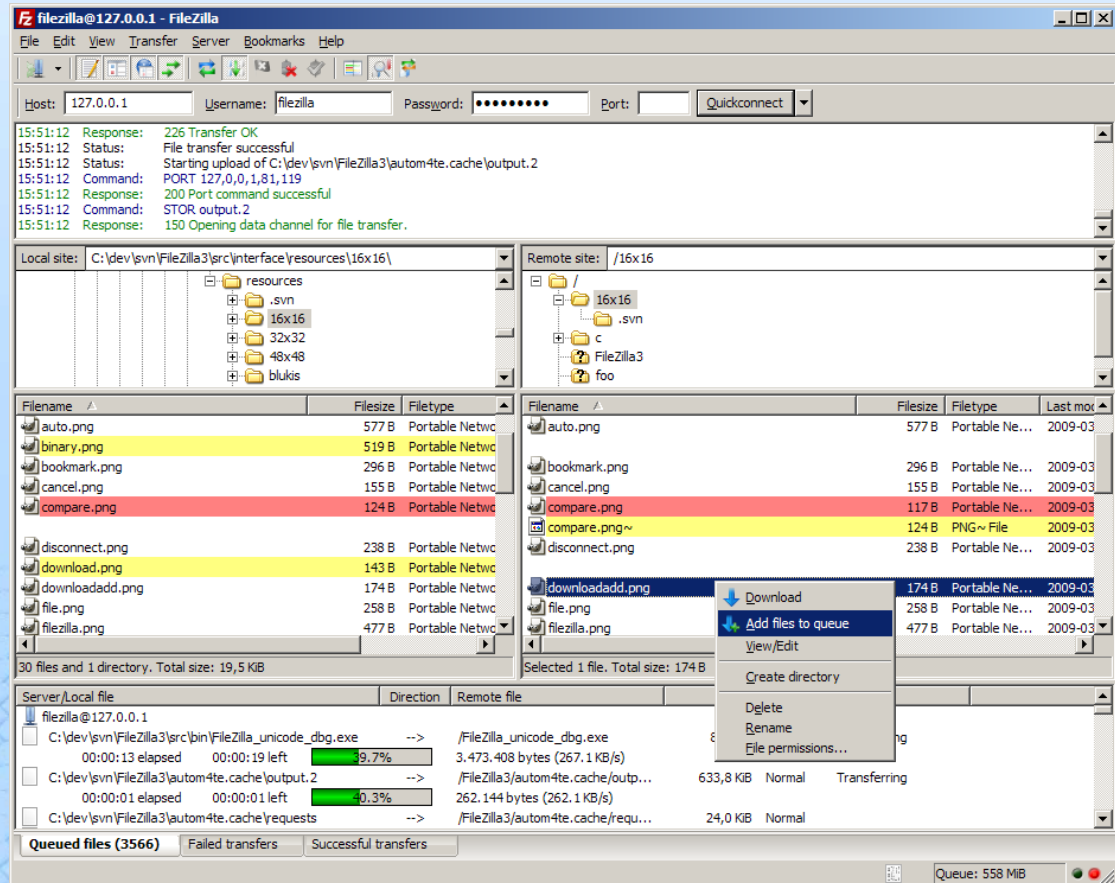 filezilla@127.0.0.1 - FileZilla
File Edit View Transfer Server Bookmarks Help
Host: 127.0.0.1 Username: filezilla Password: ●●●●●●●●● Port: Quickconnect
15:51:12 Response: 226 Transfer OK
15:51:12 Status: File transfer successful
15:51:12 Status: Starting upload of C:\dev\svn\FileZilla3\autom4te.cache\output.2
15:51:12 Command: PORT 127,0,0,1,81,119
15:51:12 Response: 200 Port command successful
15:51:12 Command: STOR output.2
15:51:12 Response: 150 Opening data channel for file transfer.
Local site: C:\dev\svn\FileZilla3\src\interface\resources\16x16\
resources
.svn
16x16
32x32
48x48
blukis
Filename Filesize Filetype
auto.png 577 B Portable Netwo
binary.png 519 B Portable Netwo
bookmark.png 296 B Portable Netwo
cancel.png 155 B Portable Netwo
compare.png 124 B Portable Netwo
disconnect.png 238 B Portable Netwo
download.png 143 B Portable Netwo
downloadadd.png 174 B Portable Netwo
file.png 258 B Portable Netwo
filezilla.png 477 B Portable Netwo
30 files and 1 directory. Total size: 19,5 KiB
Remote site: /16x16
/
16x16
.svn
c
FileZilla3
foo
Filename Filesize Filetype Last mod
auto.png 577 B Portable Ne... 2009-03
bookmark.png 296 B Portable Ne... 2009-03
cancel.png 155 B Portable Ne... 2009-03
compare.png 117 B Portable Ne... 2009-03
compare.png~ 124 B PNG~ File 2009-03
disconnect.png 238 B Portable Ne... 2009-03
downloadadd.png 174 B Portable Ne... 2009-03
file.png 258 B Portable Ne... 2009-03
filezilla.png 477 B Portable Ne... 2009-03
Selected 1 file. Total size: 174 B
Download
Add files to queue
View/Edit
Create directory
Delete
Rename
File permissions...
Server/Local file Direction Remote file
filezilla@127.0.0.1
C:\dev\svn\FileZilla3\src\bin\FileZilla_unicode_dbg.exe --> /FileZilla_unicode_dbg.exe
00:00:13 elapsed 00:00:19 left 39.7% 3.473.408 bytes (267.1 KB/s)
C:\dev\svn\FileZilla3\autom4te.cache\output.2 --> /FileZilla3/autom4te.cache/outp... 633,8 KiB Normal Transferring
00:00:01 elapsed 00:00:01 left 40.3% 262.144 bytes (262.1 KB/s)
C:\dev\svn\FileZilla3\autom4te.cache\requests --> /FileZilla3/autom4te.cache/requ... 24,0 KiB Normal
Queued files (3566) Failed transfers Successful transfers
Queue: 558 MiB